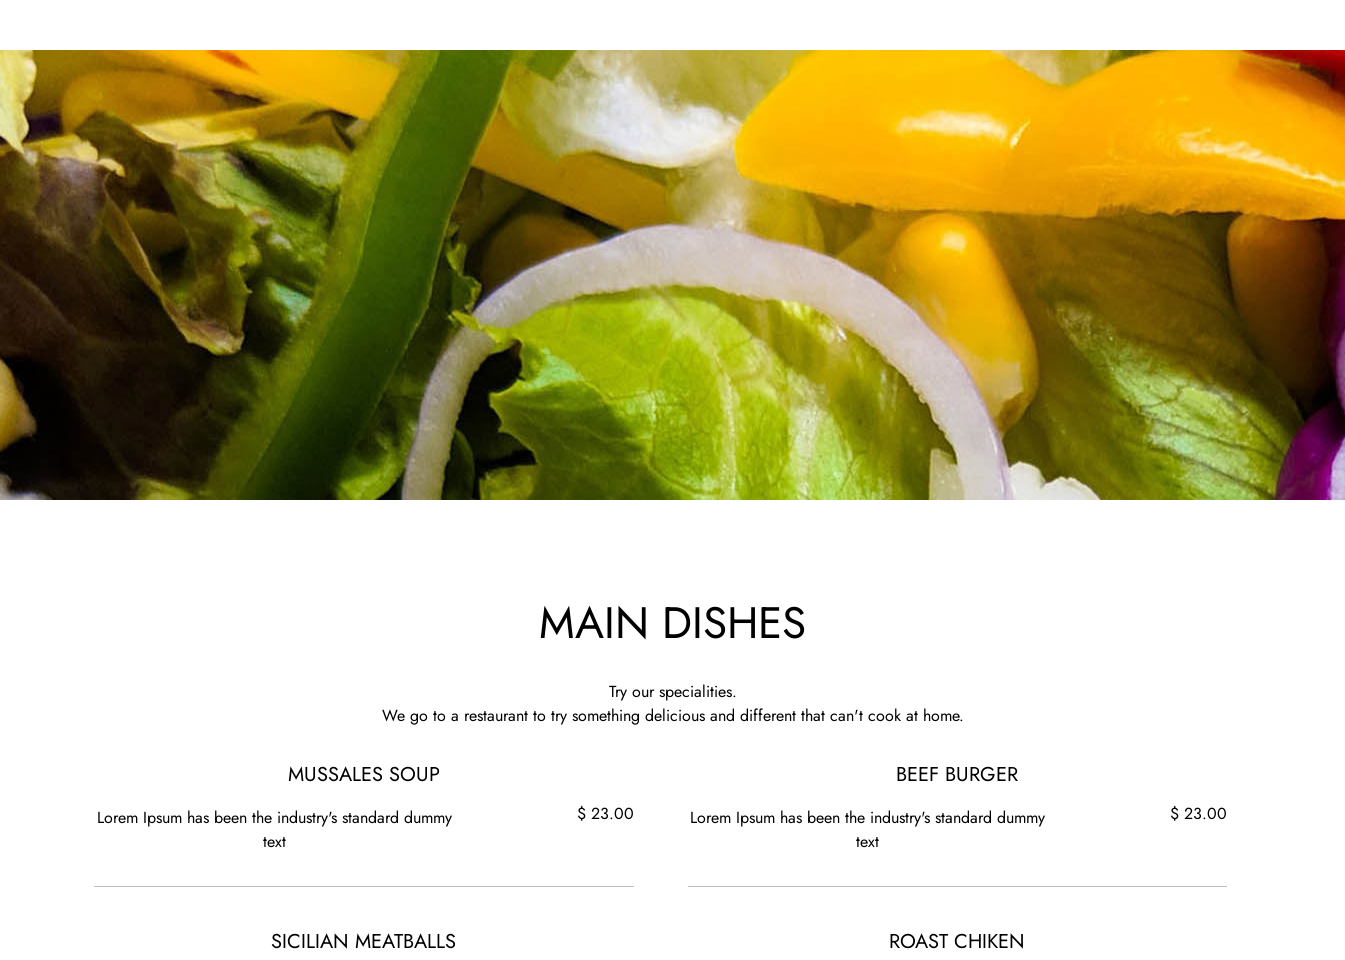 MAIN DISHES
Try our specialities.
We go to a restaurant to try something delicious and different that can't cook at home.
MUSSALES SOUP
Lorem Ipsum has been the industry's standard dummy
text
$ 23.00
BEEF BURGER
Lorem Ipsum has been the industry's standard dummy
text
$ 23.00
SICILIAN MEATBALLS
ROAST CHIKEN